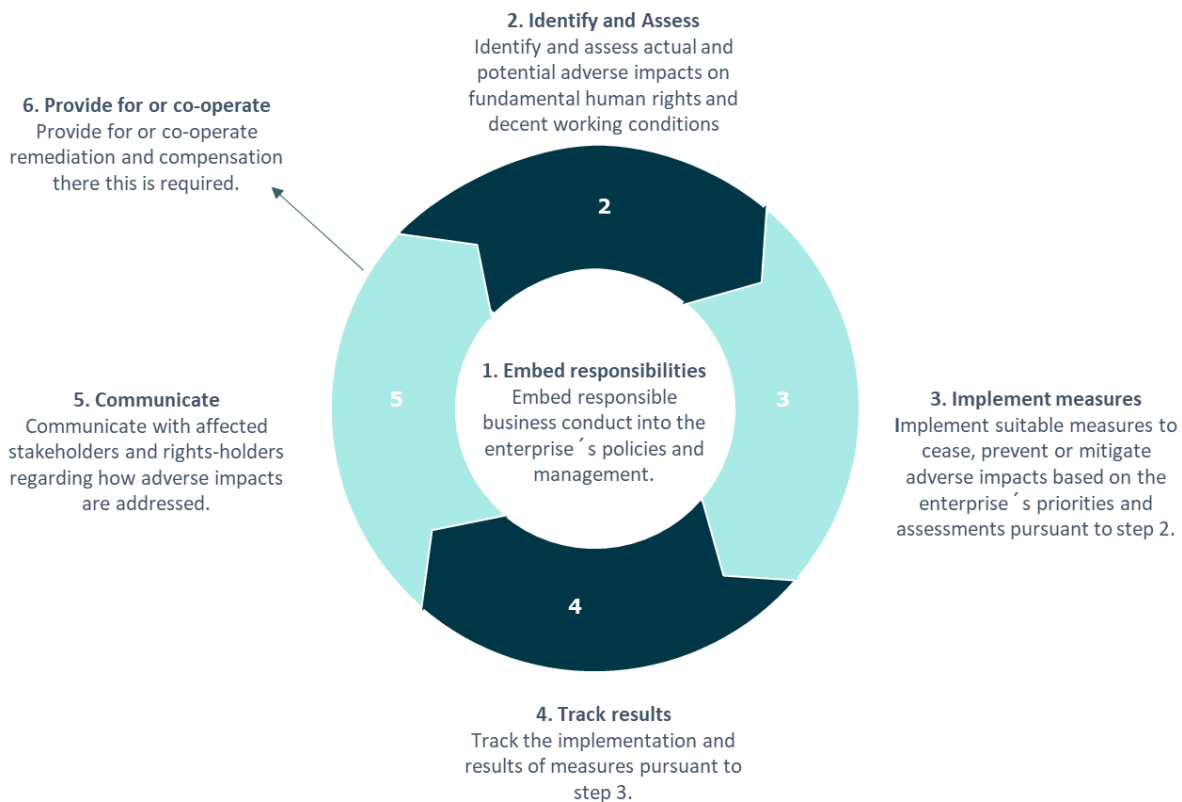 2. Identify and Assess
Identify and assess actual and
potential adverse impacts on
fundamental human rights and
decent working conditions
6. Provide for or co-operate
Provide for or co-operate
remediation and compensation
there this is required.
2
1. Embed responsibilities
Embed responsible
business conduct into the
enterprise´s policies and
management.
3
3. Implement measures
Implement suitable measures to
cease, prevent or mitigate
adverse impacts based on the
enterprise´s priorities and
assessments pursuant to step 2.
5. Communicate
Communicate with affected
stakeholders and rights-holders
regarding how adverse impacts
are addressed.
5
4
4. Track results
Track the implementation and
results of measures pursuant to
step 3.